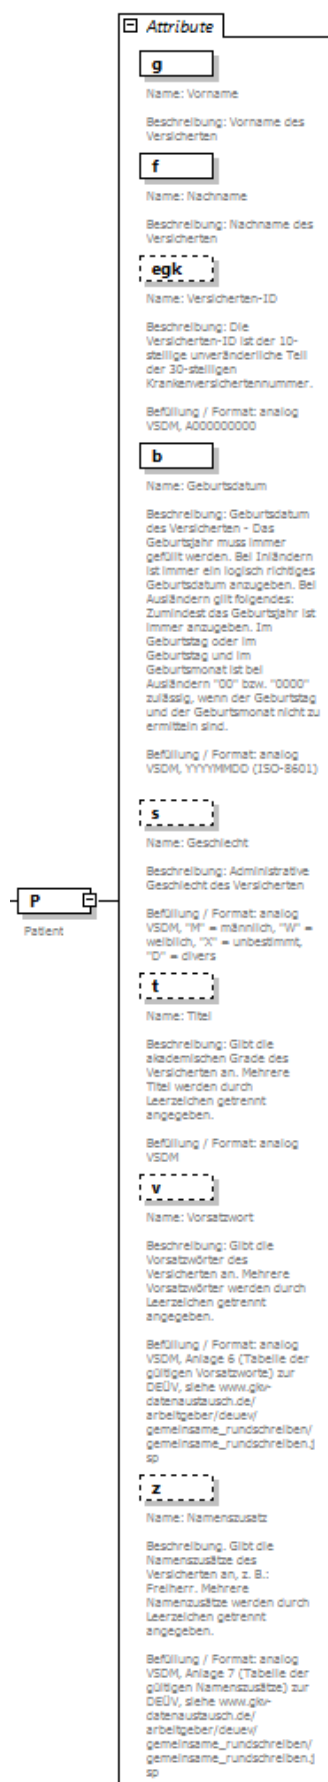 Attribute
g
Name: Vorname
Beschreibung: Vorname des
Versicherten
f
Name: Nachname
Beschreibung: Nachname des
Versicherten
egk
Name: Versicherten-ID
Beschreibung: Die
Versicherten-ID ist der 10-
stellige unveränderliche Teil
der 30-stelligen
Krankenversichertennummer.
Befüllung / Format: analog
VSDM, A000000000
b
Name: Geburtsdatum
Beschreibung: Geburtsdatum
des Versicherten - Das
Geburtsjahr muss immer
gefüllt werden. Bei Inländern
ist immer ein logisch richtiges
Geburtsdatum anzugeben. Bei
Ausländern gilt folgendes:
Zumindest das Geburtsjahr ist
immer anzugeben. Im
Geburtstag oder im
Geburtstag und im
Geburtsmonat ist bei
Ausländern "00" bzw. "0000"
zulässig, wenn der Geburtstag
und der Geburtsmonat nicht zu
ermitteln sind.
Befüllung / Format: analog
VSDM, YYYYMMDD (ISO-8601)
s
Name: Geschlecht
Beschreibung: Administrative
Geschlecht des Versicherten
Befüllung / Format: analog
VSDM, "M" = männlich, "W" =
weiblich, "X" = unbestimmt,
"D" = divers
P
Patient
t
Name: Titel
Beschreibung: Gibt die
akademischen Grade des
Versicherten an. Mehrere
Titel werden durch
Leerzeichen getrennt
angegeben.
Befüllung / Format: analog
VSDM
v
Name: Vorsatzwort
Beschreibung: Gibt die
Vorsatzwörter des
Versicherten an. Mehrere
Vorsatzwörter werden durch
Leerzeichen getrennt
angegeben.
Befüllung / Format: analog
VSDM, Anlage 6 (Tabelle der
gültigen Vorsatzworte) zur
DEÜV, siehe www.gkv-
datenaustausch.de/
arbeitgeber/deuev/
gemeinsame_rundschreiben/
gemeinsame_rundschreiben.j
sp
z
Name: Namenszusatz
Beschreibung. Gibt die
Namenszusätze des
Versicherten an, z. B.:
Freiherr. Mehrere
Namenzusätze werden durch
Leerzeichen getrennt
angegeben.
Befüllung / Format: analog
VSDM, Anlage 7 (Tabelle der
gültigen Namenszusätze) zur
DEÜV, siehe www.gkv-
datenaustausch.de/
arbeitgeber/deuev/
gemeinsame_rundschreiben/
gemeinsame_rundschreiben.j
sp